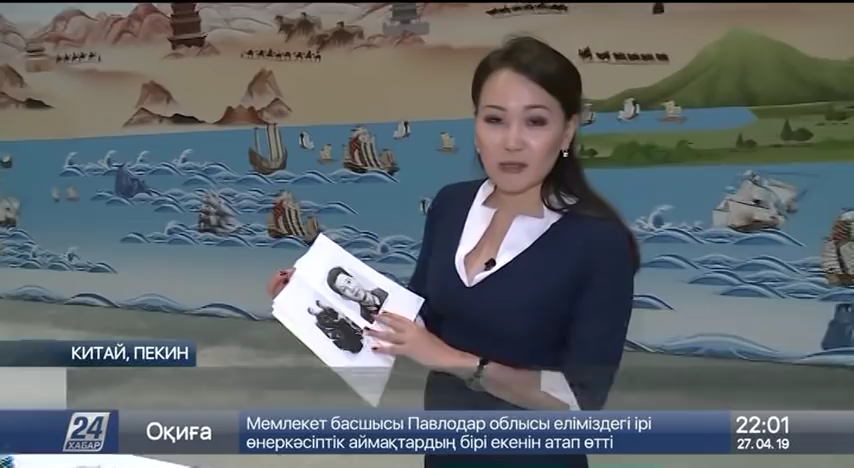 КИТАЙ, ПЕКИН
24
ХАБАР
Оқиға
Мемлекет басшысы Павлодар облысы еліміздегі ірі
өнеркәсіптік аймақтардың бірі екенін атап өтті
22:01
27.04.19